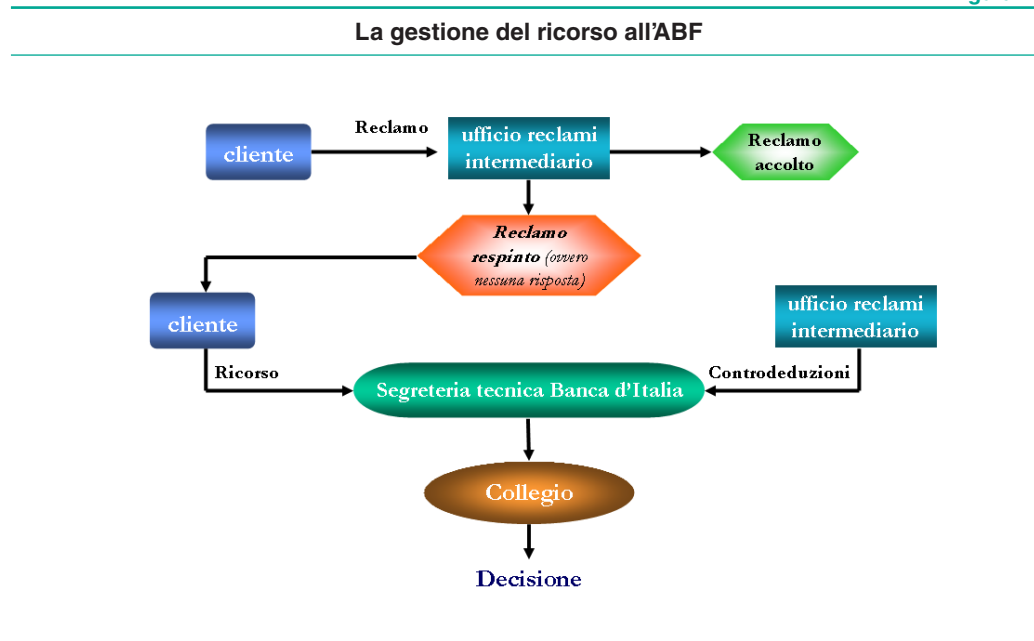 La gestione del ricorso all'ABF
Reclamo
cliente
ufficio reclami
intermediario
Reclamo
accolto
Reclamo
respinto (ovvero
nessuna risposta)
cliente
ufficio reclami
intermediario
Ricorso
Controdeduzioni
Segreteria tecnica Banca d'Italia
Collegio
Decisione